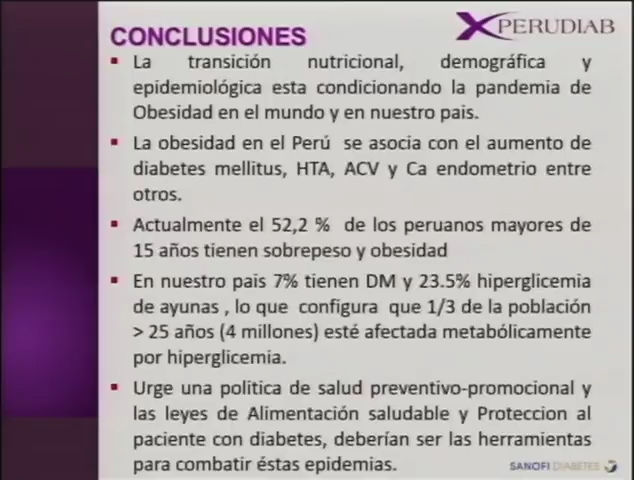 CONCLUSIONES
XPERUDIAB
▪ La transición nutricional, demográfica y
epidemiológica esta condicionando la pandemia de
Obesidad en el mundo y en nuestro pais.
▪ La obesidad en el Perú se asocia con el aumento de
diabetes mellitus, HTA, ACV y Ca endometrio entre
otros.
▪ Actualmente el 52,2 % de los peruanos mayores de
15 años tienen sobrepeso y obesidad
▪ En nuestro pais 7% tienen DM y 23.5% hiperglicemia
de ayunas , lo que configura que 1/3 de la población
> 25 años (4 millones) esté afectada metabólicamente
por hiperglicemia.
▪ Urge una politica de salud preventivo-promocional y
las leyes de Alimentación saludable y Proteccion al
paciente con diabetes, deberían ser las herramientas
para combatir éstas epidemias.
SANOFI DIABETES